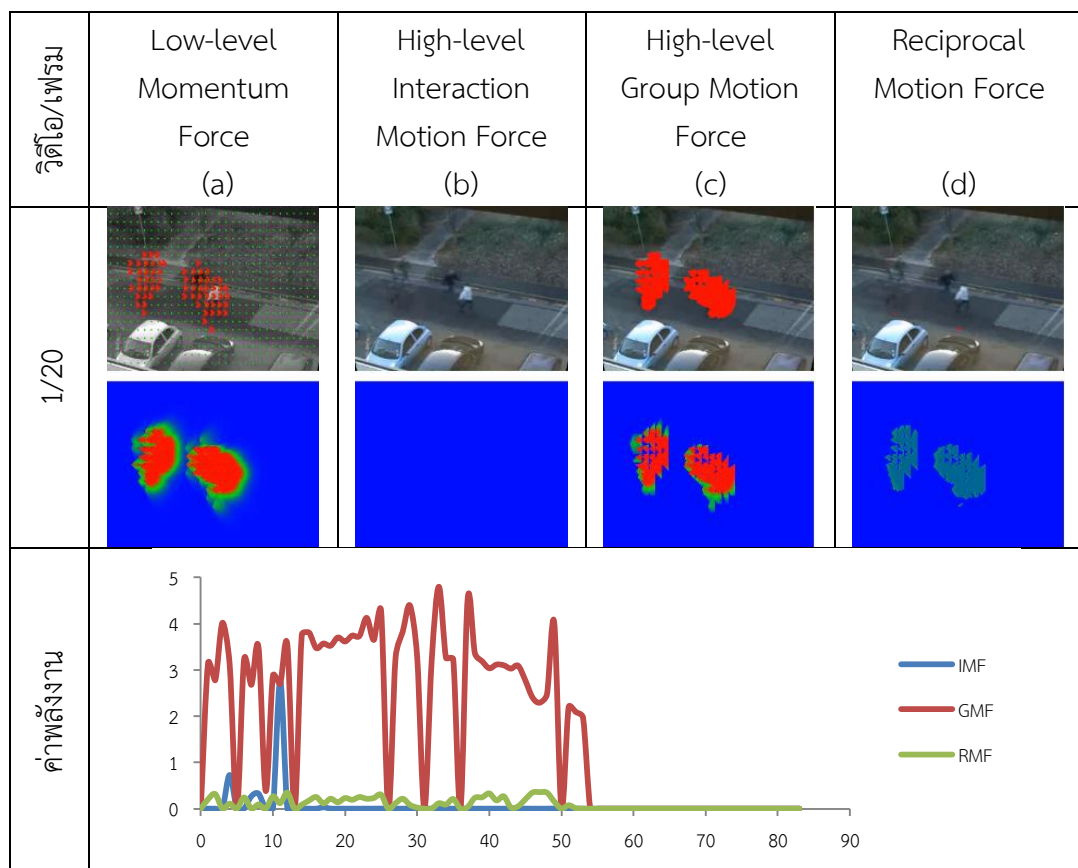 วิดีโอ/เฟรม
Low-level
Momentum
Force
(a)
High-level
Interaction
Motion Force
(b)
High-level
Group Motion
Force
(c)
Reciprocal
Motion Force
(d)
1/20
ค่าพลังงาน
5
4
3
2
1
0
0 10 20 30 40 50 60 70 80 90
IMF
GMF
RMF